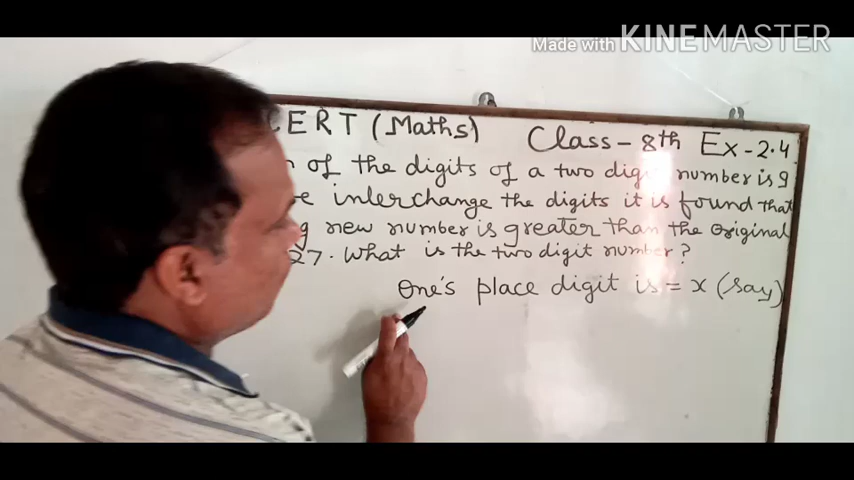 Made with KINEMASTER
CERT (Maths) Class - 8th Ex - 2.4
of the digits of a two digit number is 9
interchange the digits it is found that
new number is greater than the original
27. What is the two digit number?
One's place digit is = x (say)